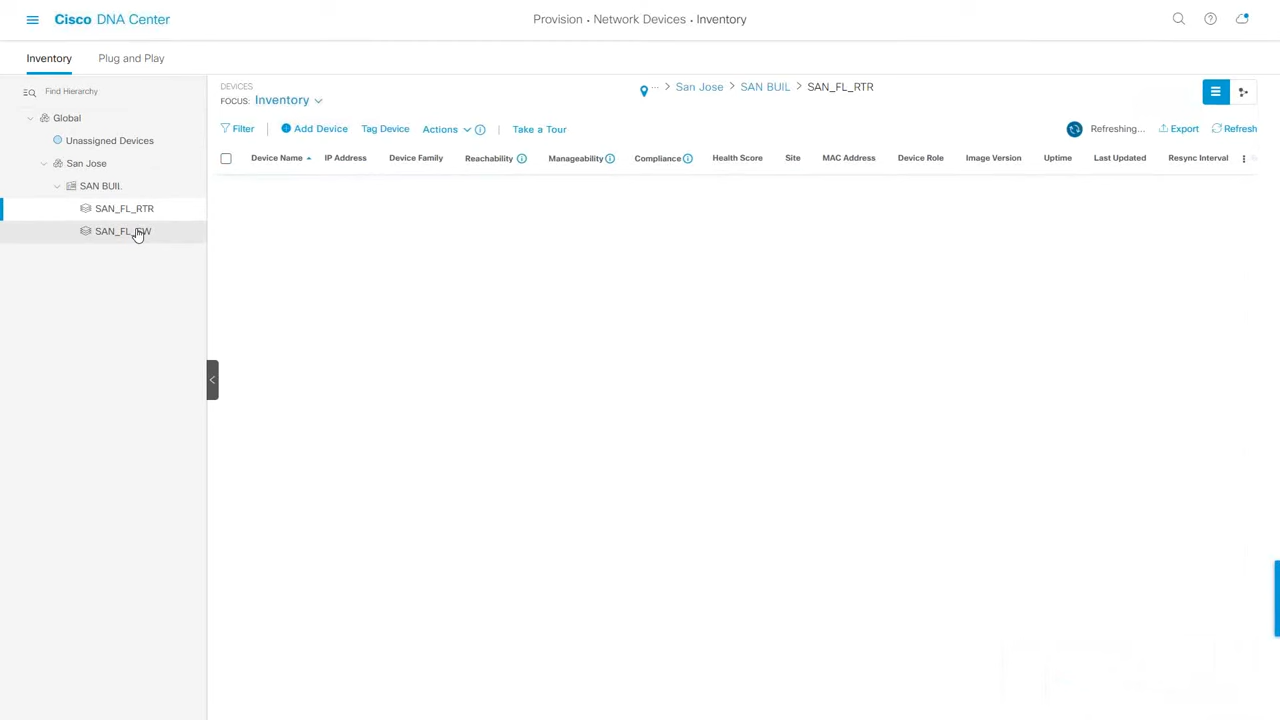 Cisco DNA Center
Provision · Network Devices · Inventory
Inventory
Plug and Play
Find Hierarchy
Global
Unassigned Devices
San Jose
SAN BUIL
SAN_FL_RTR
DEVICES
FOCUS: Inventory
... > San Jose > SAN BUIL > SAN_FL_RTR
Filter | Add Device Tag Device Actions | Take a Tour
Refreshing... Export Refresh
Device Name IP Address Device Family Reachability Manageability Compliance Health Score Site MAC Address Device Role Image Version Uptime Last Updated Resync Interval